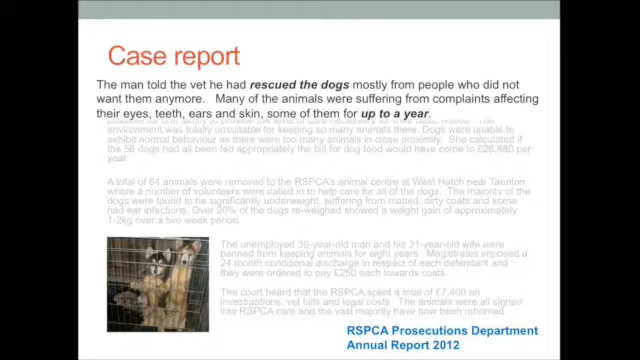 Case report
The man told the vet he had rescued the dogs mostly from people who did not
want them anymore. Many of the animals were suffering from complaints affecting
their eyes, teeth, ears and skin, some of them for up to a year.
environment was totally unsuitable for keeping so many animals there. Dogs were unable to
exhibit normal behaviour as there were too many animals in close proximity. She calculated if
the 58 dogs had all been fed appropriately the bill for dog food would have come to £26,880 per
year.
A total of 64 animals were removed to the RSPCA's animal centre at West Hatch near Taunton
where a number of volunteers were called in to help care for all of the dogs. The majority of the
dogs were found to be significantly underweight, suffering from matted, dirty coats and some
had ear infections. Over 90% of the dogs re-weighed showed a weight gain of approximately
1-2kg over a two week period.
The unemployed 39-year-old man and his 31-year-old wife were
banned from keeping animals for eight years. Magistrates imposed a
24 month conditional discharge in respect of each defendant and
they were ordered to pay £250 each towards costs.
The court heard that the RSPCA spent a total of £7,400 on
investigations, vet bills and legal costs. The animals were all signed
into RSPCA care and the vast majority have now been rehomed.
RSPCA Prosecutions Department
Annual Report 2012